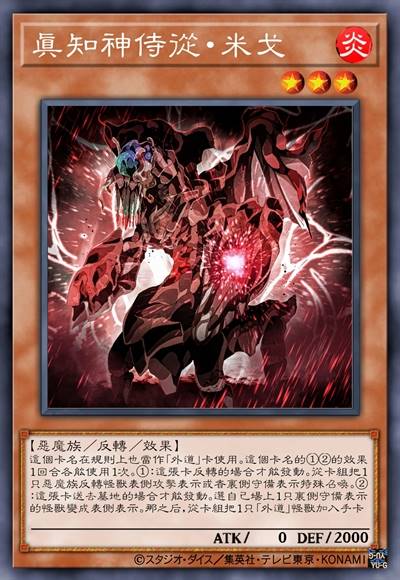 眞知神侍從・米戈
炎
【惡魔族／反轉／效果】
這個卡名在規則上也當作「外道」卡使用。這個卡名的①②的效果
1回合各能使用1次。①：這張卡反轉的場合才能發動。從卡組把1
只惡魔族反轉怪獸表側攻擊表示或者裏側守備表示特殊召喚。②
：這張卡送去墓地的場合才能發動。選自己場上1只裏側守備表示
的怪獸變成表側表示。那之後，從卡組把1只「外道」怪獸加入手卡
ATK/ 0 DEF/2000
©スタジオ・ダイス／集英社・テレビ東京・KONAMI